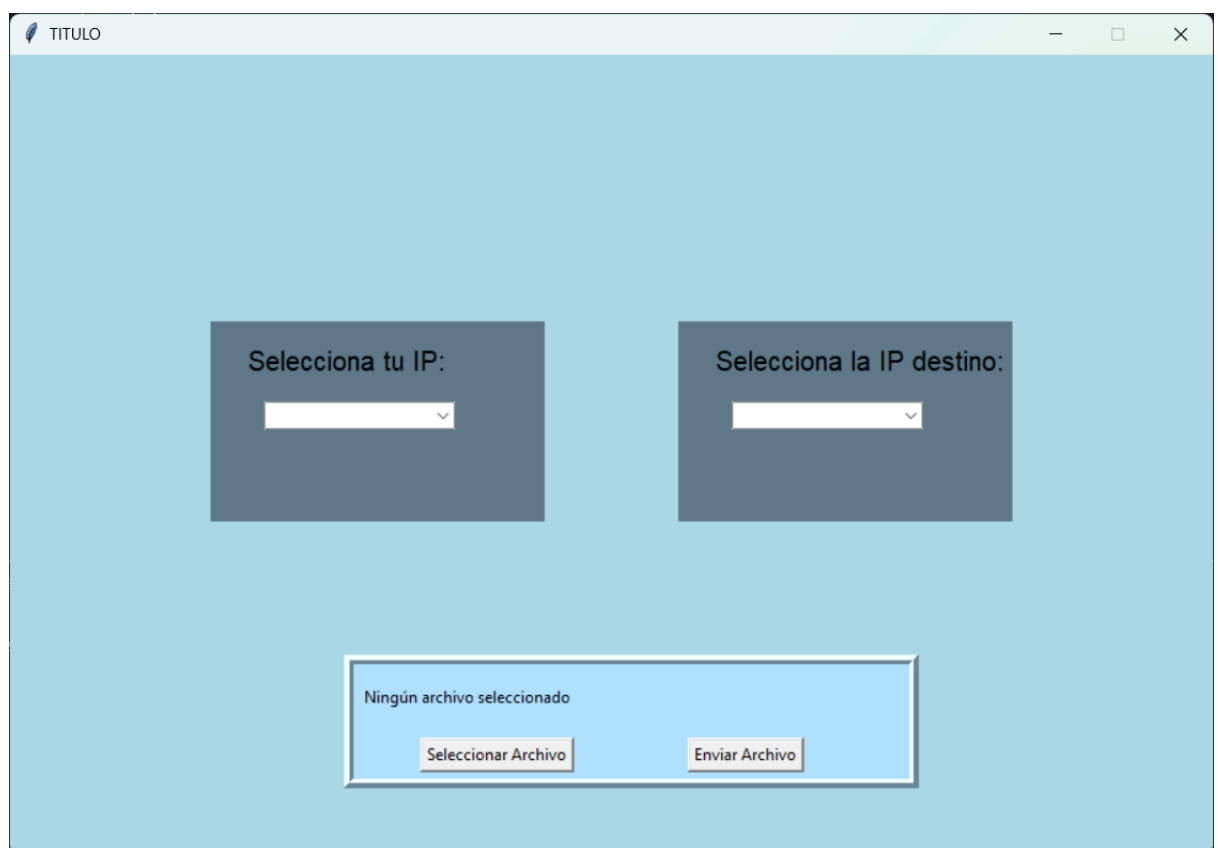 TITULO
Selecciona tu IP:
Selecciona la IP destino:
Ningún archivo seleccionado
Seleccionar Archivo
Enviar Archivo